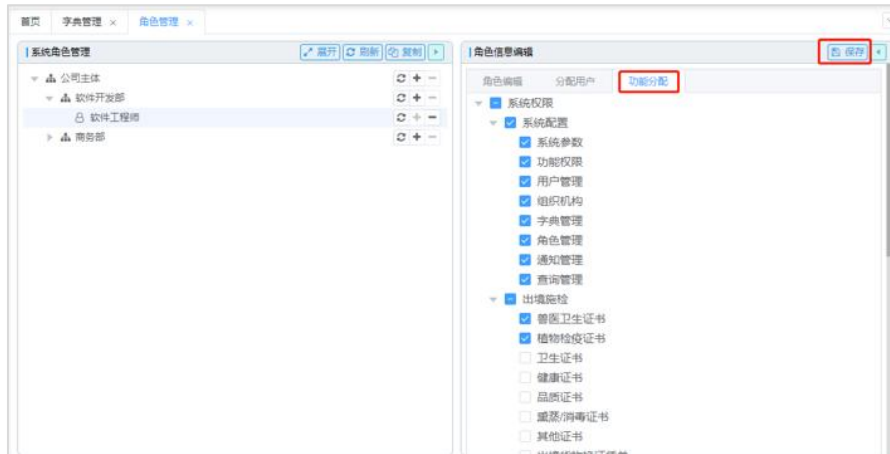 首页 字典管理 × 角色管理 ×
系统角色管理 展开 刷新 复制
公司主体
软件开发部
软件工程师
商务部
角色信息编辑 保存
角色编辑 分配用户 功能分配
系统权限
系统配置
系统参数
功能权限
用户管理
组织机构
字典管理
角色管理
通知管理
查询管理
出境施检
兽医卫生证书
植物检疫证书
卫生证书
健康证书
品质证书
熏蒸/消毒证书
其他证书